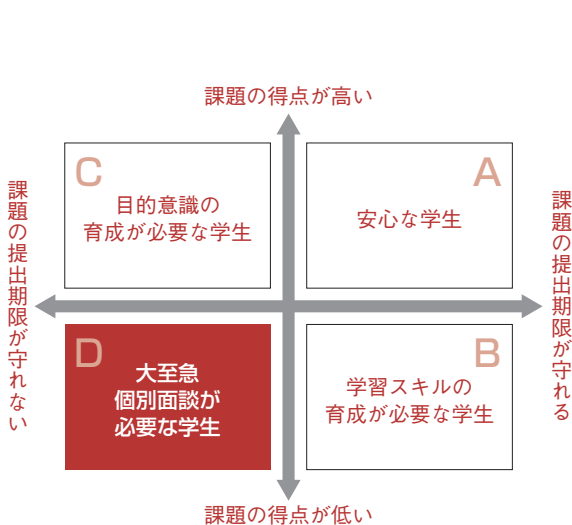 課題の得点が高い
C
目的意識の
育成が必要な学生
A
安心な学生
課題の提出期限が守れない
課題の提出期限が守れる
D
大至急
個別面談が
必要な学生
B
学習スキルの
育成が必要な学生
課題の得点が低い